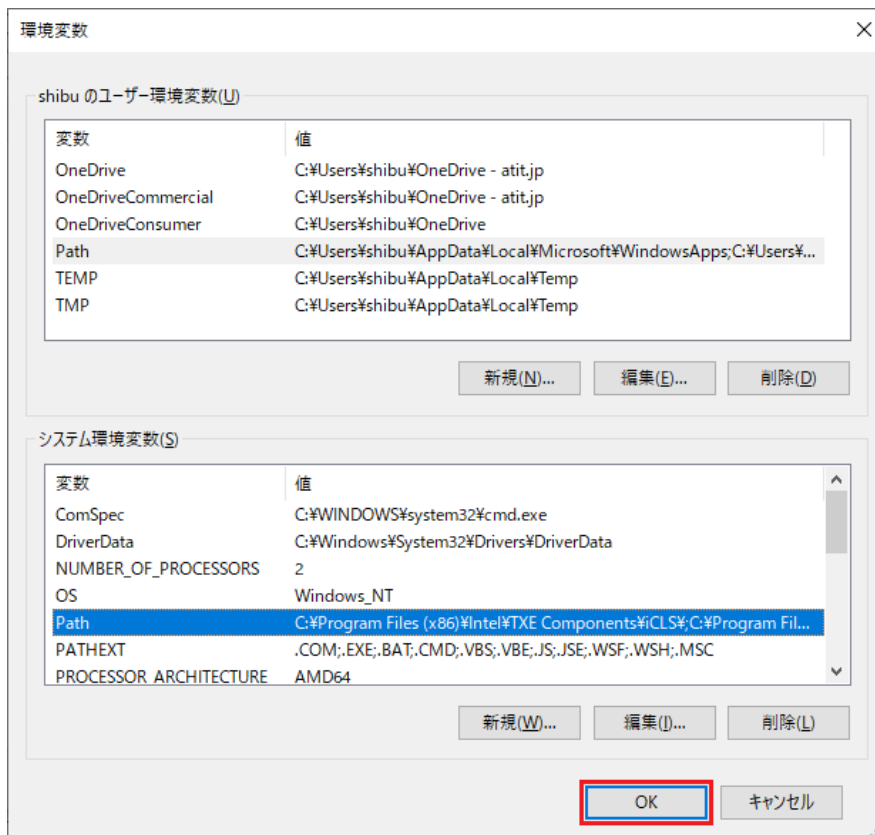 環境変数
shibu のユーザー環境変数(U)
変数 値
OneDrive C:¥Users¥shibu¥OneDrive - atit.jp
OneDriveCommercial C:¥Users¥shibu¥OneDrive - atit.jp
OneDriveConsumer C:¥Users¥shibu¥OneDrive
Path C:¥Users¥shibu¥AppData¥Local¥Microsoft¥WindowsApps;C:¥Users¥...
TEMP C:¥Users¥shibu¥AppData¥Local¥Temp
TMP C:¥Users¥shibu¥AppData¥Local¥Temp
新規(N)... 編集(E)... 削除(D)
システム環境変数(S)
変数 値
ComSpec C:¥WINDOWS¥system32¥cmd.exe
DriverData C:¥Windows¥System32¥Drivers¥DriverData
NUMBER_OF_PROCESSORS 2
OS Windows_NT
Path C:¥Program Files (x86)¥Intel¥TXE Components¥iCLS¥;C:¥Program Fil...
PATHEXT .COM;.EXE;.BAT;.CMD;.VBS;.VBE;.JS;.JSE;.WSF;.WSH;.MSC
PROCESSOR_ARCHITECTURE AMD64
新規(W)... 編集(I)... 削除(L)
OK キャンセル